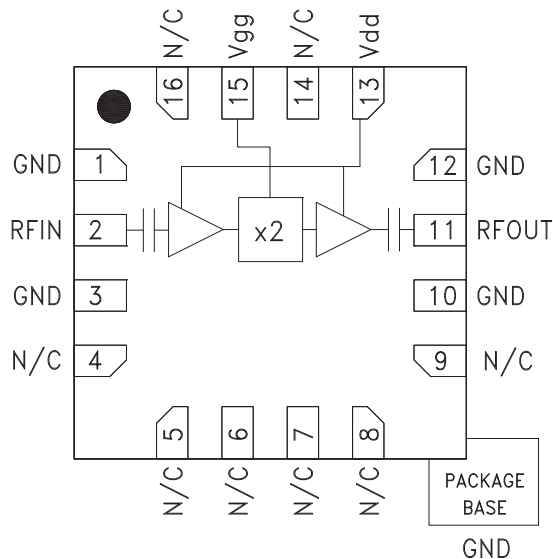 N/C Vgg N/C Vdd
16 15 14 13
GND 1 12 GND
RFIN 2 x2 11 RFOUT
GND 3 10 GND
N/C 4 9 N/C
5 6 7 8
N/C N/C N/C N/C
PACKAGE
BASE
GND